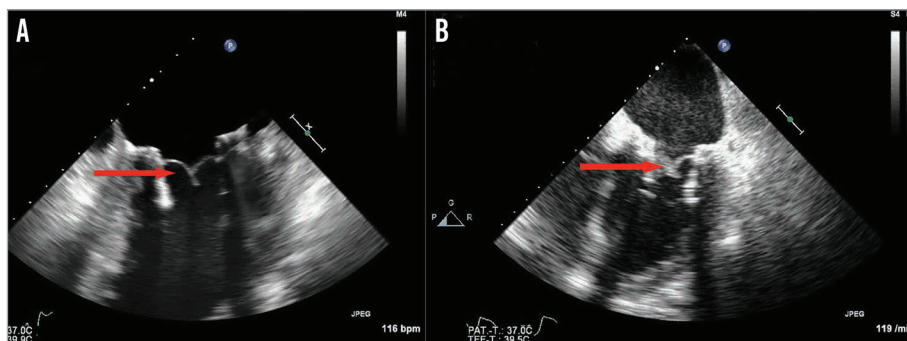 A
M4
P
x
JPEG
37.0C
39.9C
116 bpm
B
S4
P
G
P R
JPEG
PAT.-T.: 37.0C
TEE-T.: 39.5C
119 /m